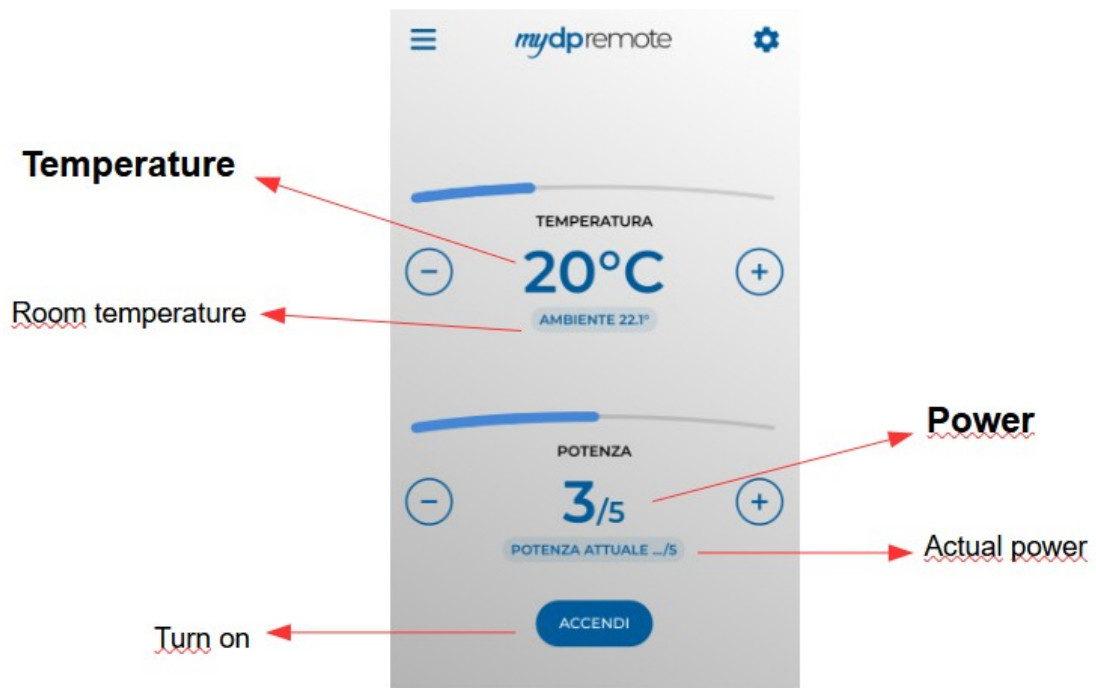 mydpremote
Temperature
TEMPERATURA
20°C
Room temperature
AMBIENTE 22.1°
Power
POTENZA
3/5
POTENZA ATTUALE .../5
Actual power
ACCENDI
Turn on